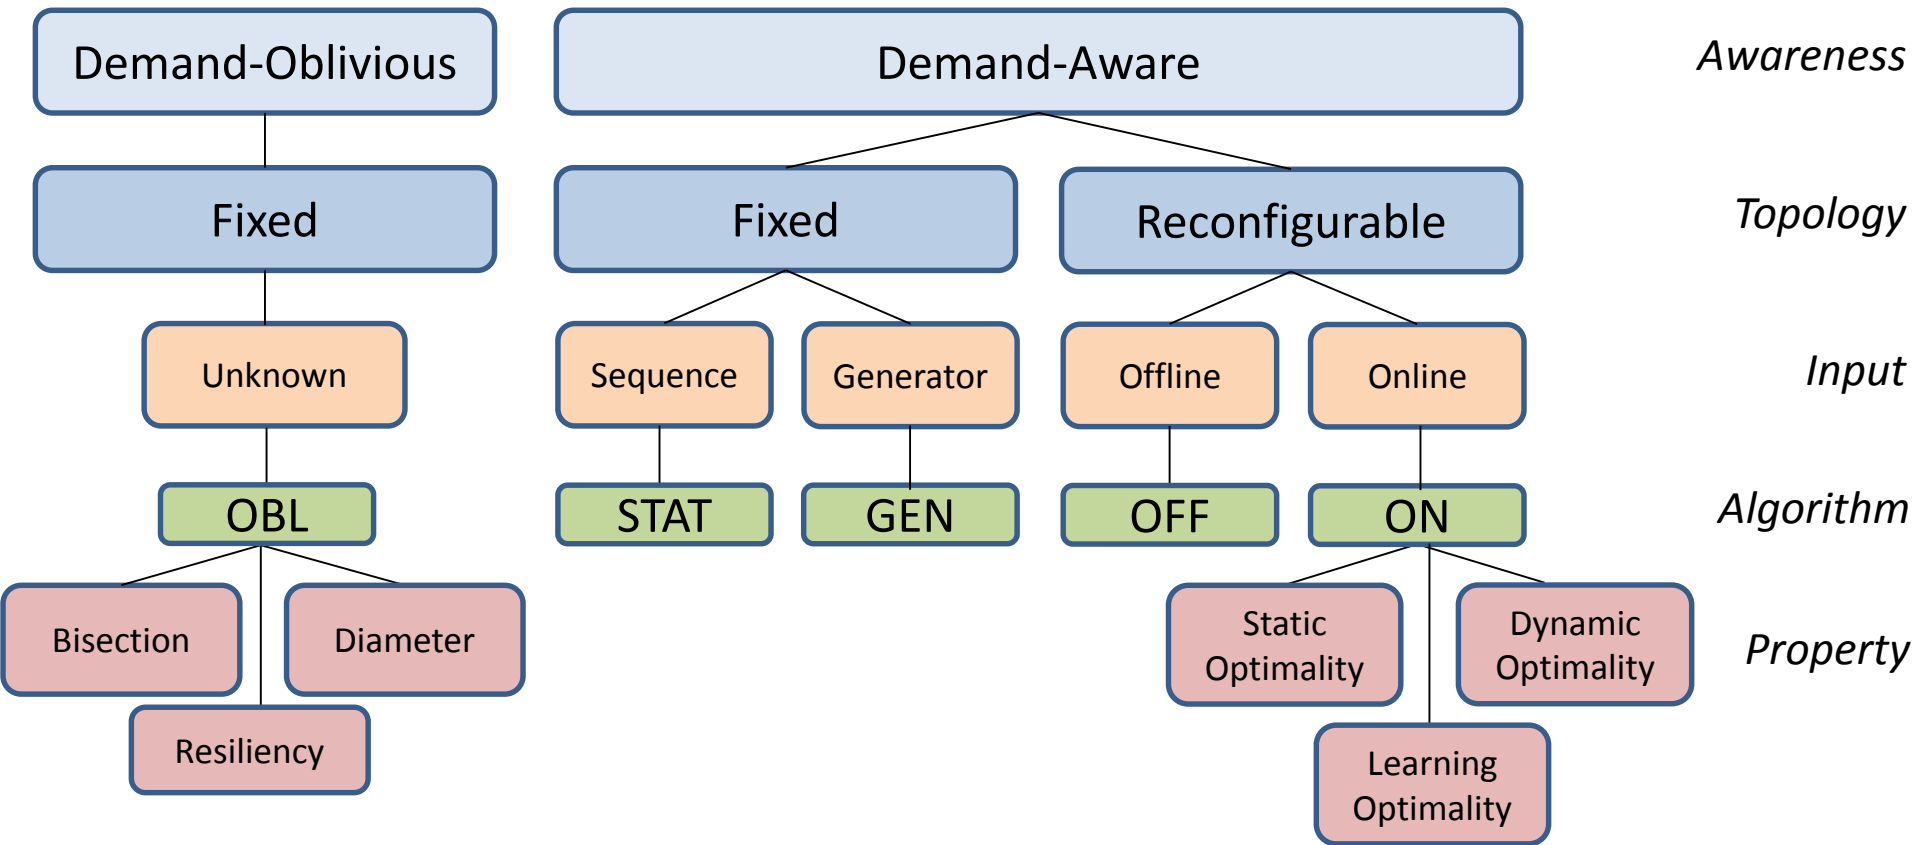 Demand-Oblivious
Demand-Aware
Awareness
Fixed
Fixed
Reconfigurable
Topology
Unknown
Sequence
Generator
Offline
Online
Input
OBL
STAT
GEN
OFF
ON
Algorithm
Bisection
Diameter
Resiliency
Static
Optimality
Dynamic
Optimality
Learning
Optimality
Property